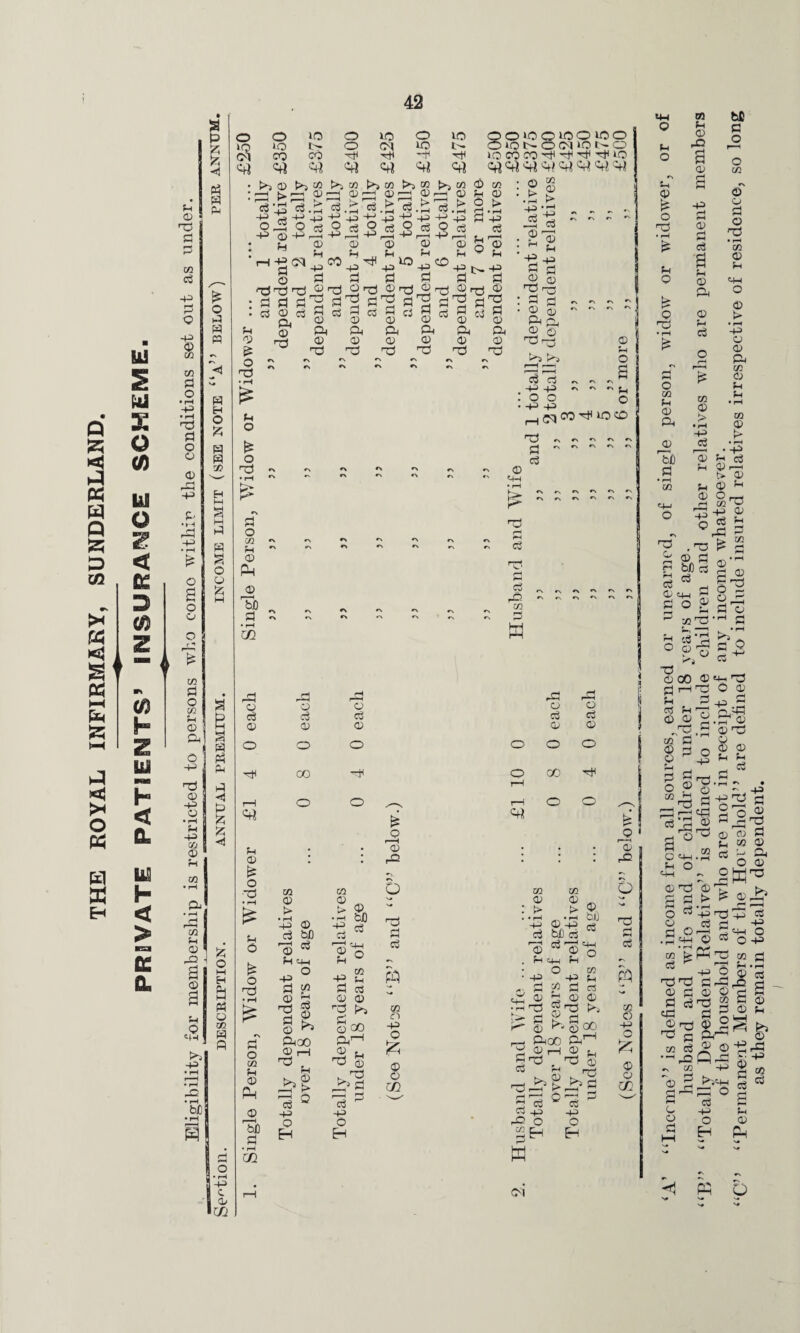 42
THE ROYAL INFIRMARY, SUNDERLAND.
PRIVATE PATIENTS' INSURANCE SCHEME.
Eligibility for membership is restricted to persons who come within the conditions set out as under.
Section. DESCRIPTION. ANNUAL PREMIUM. INCOME LIMIT (SEE NOTE "A" BELOW) PER ANNUM.
1. Single Person, Widow or Widower £1 4 0 each Single Person, Widow or Widower ... £250
Totally dependent relatives ... 0 8 0 each
over 18 years of age
Totally dependent relatives 0 4 0 each
under 18 years of age ...
(See Notes "B" and "C" below.)
,, ,, ,, and 1 totally dependent relative £350
,, ,, ,, and 2 totally dependent relatives £375
,, ,, ,, and 3 totally dependent relatives £400
,, ,, ,, and 4 totally dependent relatives £425
,, ,, ,, and 5 totally dependent relatives £450
,, ,, ,, and 6 totally dependent relatives £475
,, ,, ,, and 7 or more dependent relatives £500
2. Husband and Wife ... £1 10 0 Husband and Wife ... £500
Totally dependent relatives ... 0 8 0 each
over 18 years of age
Totally dependent relatives 0 4 0 each
under 18 years of age ...
(See Notes "B" and "C" below.)
,, ,, and 1 totally dependent relative £350
,, ,, and 2 totally dependent relatives £375
,, ,, ,, 3 ,, ,, ,, £400
,, ,, ,, 4 ,, ,, ,, £425
,, ,, ,, 5 ,, ,, ,, £450
,, ,, ,, 6 or more ,, ,, £500
"A" "Income" is defined as income from all sources, earned or unearned, of single person, widow or widower, of
husband and wife and of children under 18 years of age.
"B" "Totally Dependent Relative" is defined to include children and other relatives who are permanent members
of the household and who are not in receipt of any income whatsoever.
"C" "Permanent Members of the Household" are defined to include insured relatives irrespective of residence, so long
as they remain totally dependent.